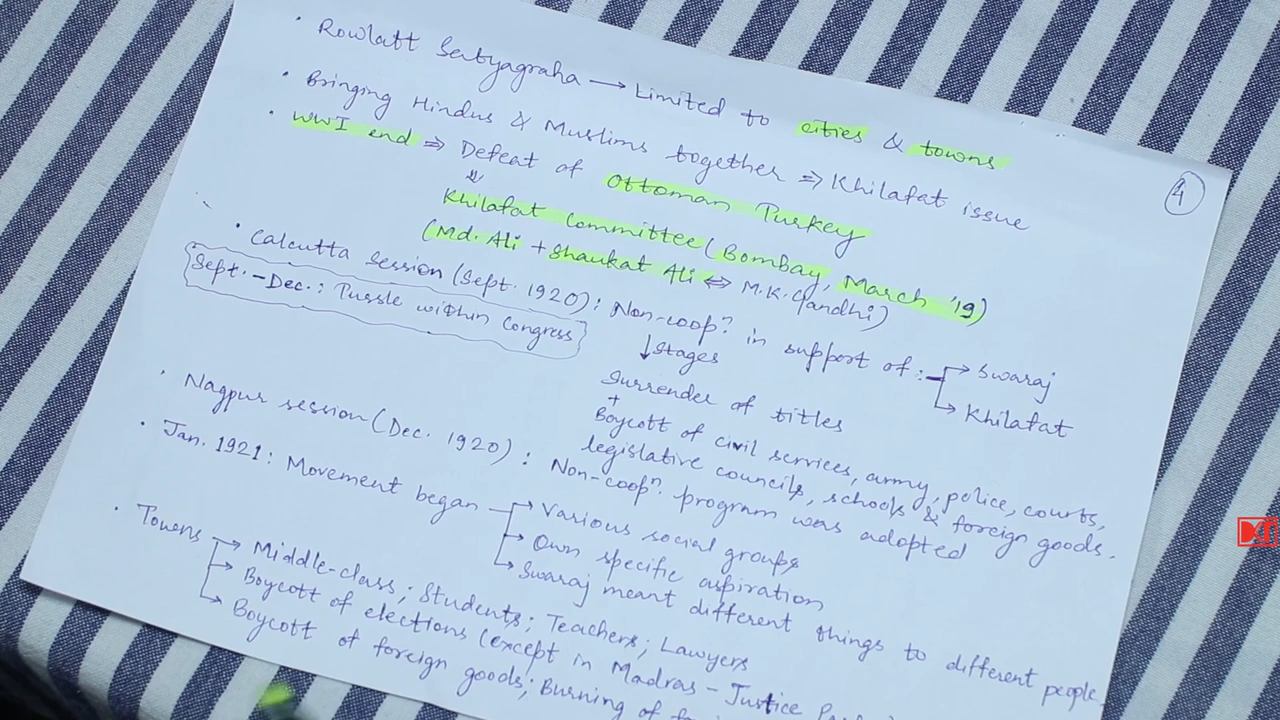 • Rowlatt Satyagraha → Limited to cities & towns
• Bringing Hindus & Muslims together ⇒ Khilafat issue
• WWI end ⇒ Defeat of Ottoman Turkey
⇓
Khilafat Committee (Bombay, March '19)
(Md. Ali + Shaukat Ali ⇔ M.K. Gandhi)
④
• Calcutta session (Sept. 1920) : Non-coopⁿ in support of :- → Swaraj
→ Khilafat
Sept. - Dec. : Pussle within Congress
↓ Stages
Surrender of titles
+
Boycott of civil services, army, police, courts,
legislative councils, schools & foreign goods.
• Nagpur session (Dec. 1920) : Non-coopⁿ. program was adopted
• Jan. 1921 : Movement began → Various social groups
→ Own specific aspiration
→ Swaraj meant different things to different people
• Towns → Middle-class ; Students ; Teachers ; Lawyers
→ Boycott of elections (except in Madras - Justice
→ Boycott of foreign goods ; Burning of